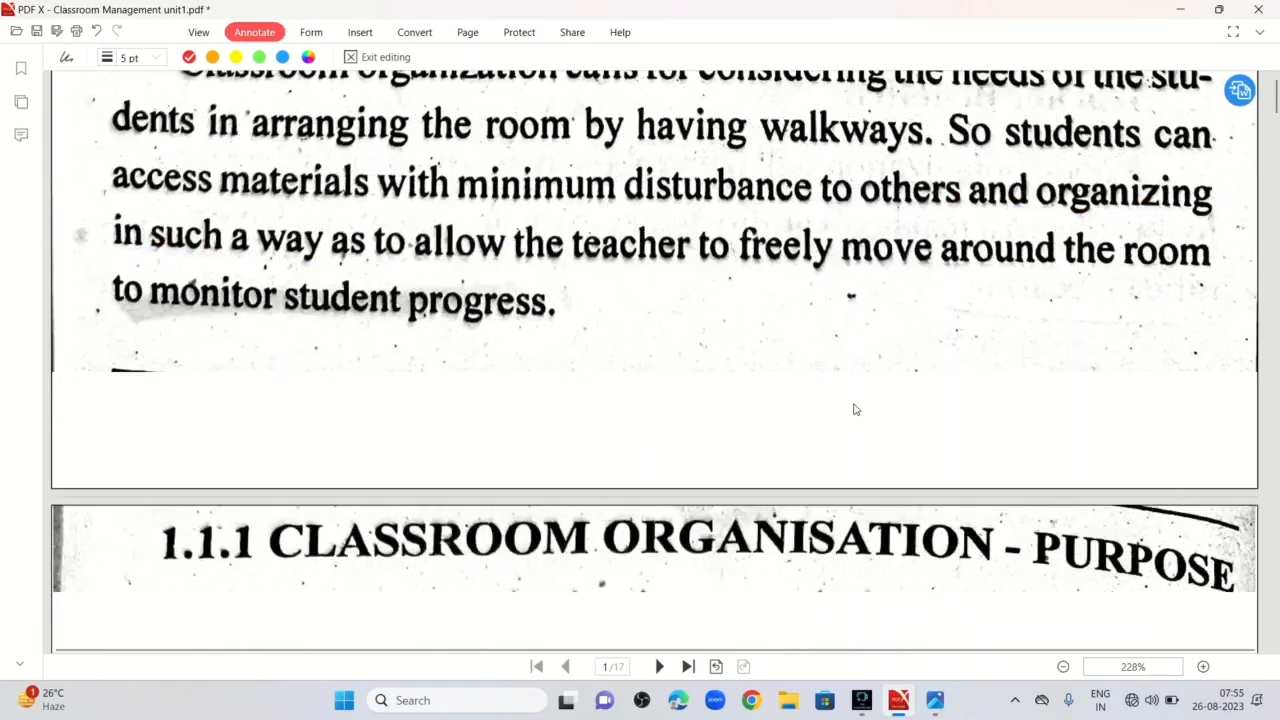 PDF X - Classroom Management unit1.pdf *
View Annotate Form Insert Convert Page Protect Share Help
5 pt Exit editing
Classroom organization calls for considering the needs of the stu-
dents in arranging the room by having walkways. So students can
access materials with minimum disturbance to others and organizing
in such a way as to allow the teacher to freely move around the room
to monitor student progress.
1.1.1 CLASSROOM ORGANISATION - PURPOSE
1 /17
228%
1
26°C
Haze
Search
zoom
ENG
IN
07:55
26-08-2023